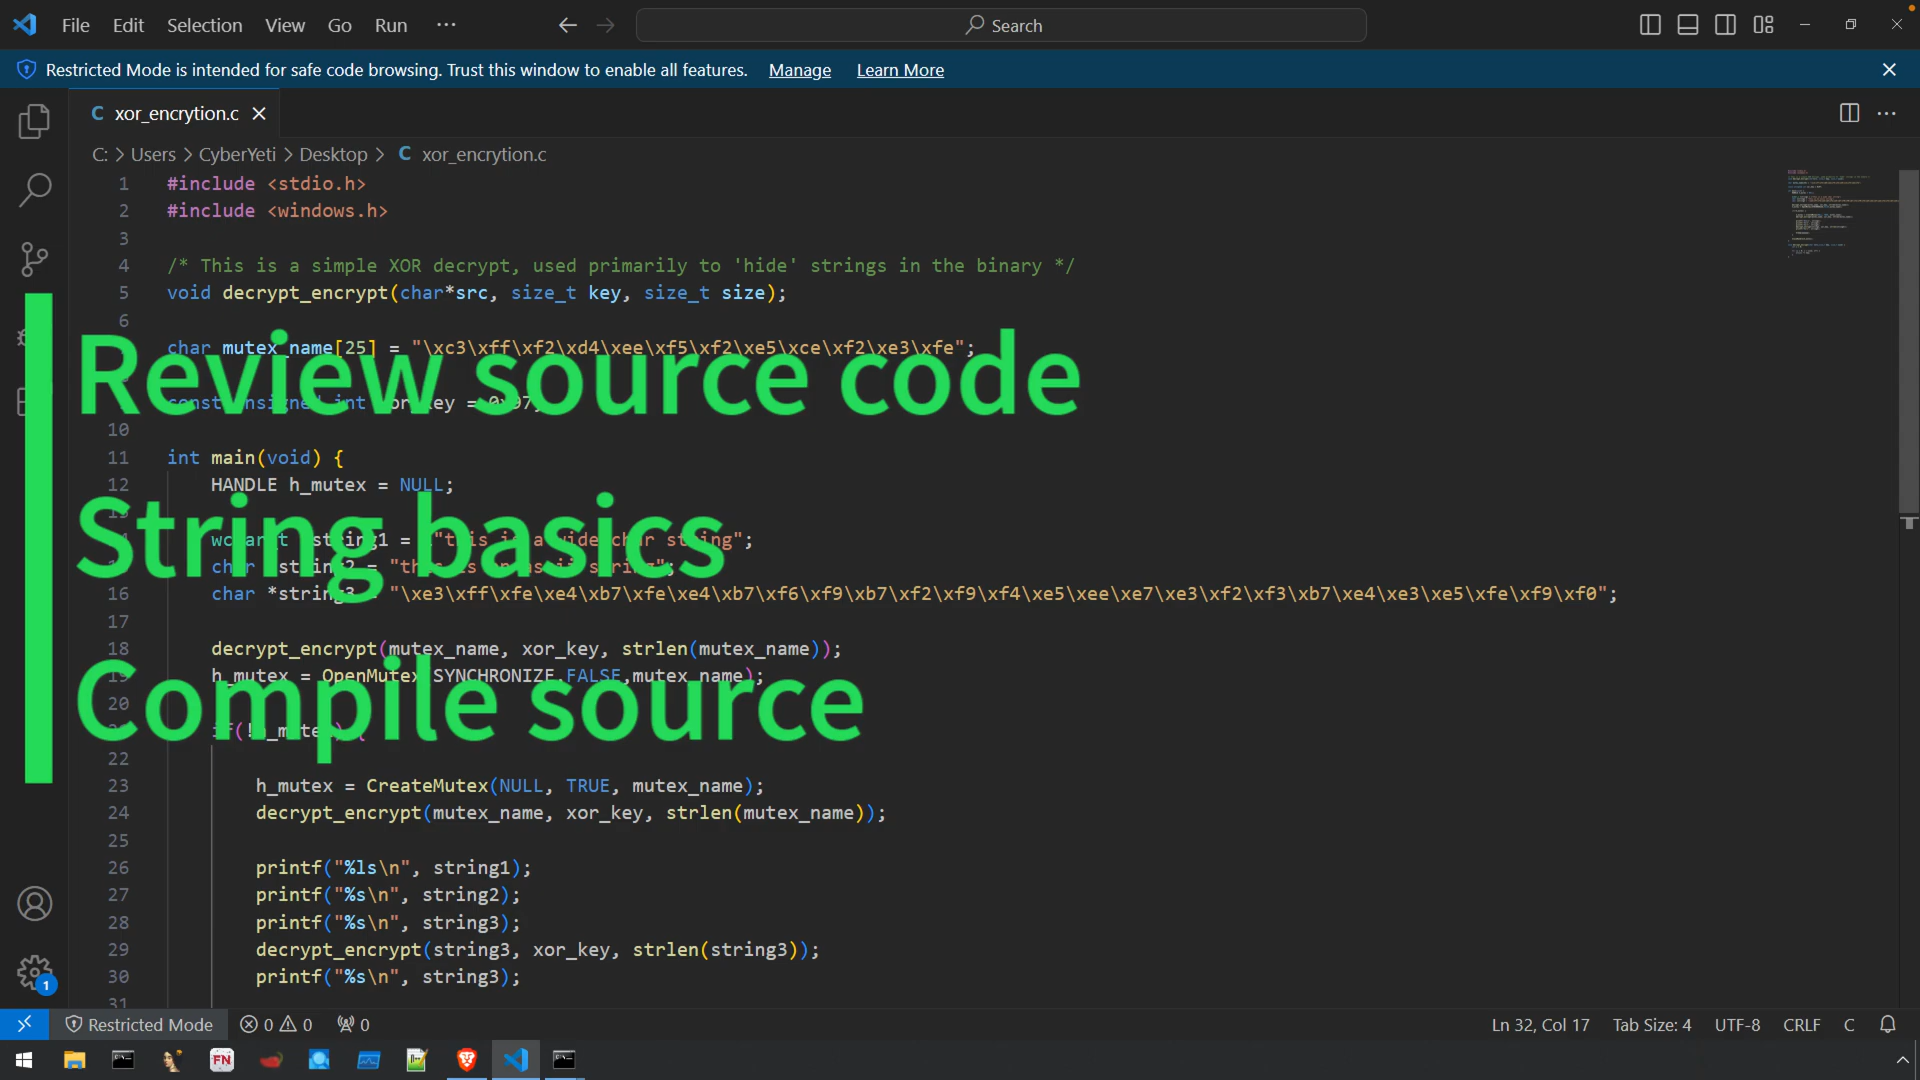 File Edit Selection View Go Run ··· Search
Restricted Mode is intended for safe code browsing. Trust this window to enable all features. Manage Learn More
C xor_encrytion.c
C: > Users > CyberYeti > Desktop > C xor_encrytion.c
1 #include <stdio.h>
2 #include <windows.h>
3
4 /* This is a simple XOR decrypt, used primarily to 'hide' strings in the binary */
5 void decrypt_encrypt(char*src, size_t key, size_t size);
6
char mutex_name[25] = "\xc3\xff\xf2\xd4\xee\xf5\xf2\xe5\xce\xf2\xe3\xfe";
Review source code
10
11 int main(void) {
12 HANDLE h_mutex = NULL;
String basics
16 char *string3 = "\xe3\xff\xfe\xe4\xb7\xfe\xe4\xb7\xf6\xf9\xb7\xf2\xf9\xf4\xe5\xee\xe7\xe3\xf2\xf3\xb7\xe4\xe3\xe5\xfe\xf9\xf0";
17
18 decrypt_encrypt(mutex_name, xor_key, strlen(mutex_name));
19 h_mutex = OpenMutex(SYNCHRONIZE,FALSE,mutex_name);
20
Compile source
22
23 h_mutex = CreateMutex(NULL, TRUE, mutex_name);
24 decrypt_encrypt(mutex_name, xor_key, strlen(mutex_name));
25
26 printf("%ls\n", string1);
27 printf("%s\n", string2);
28 printf("%s\n", string3);
29 decrypt_encrypt(string3, xor_key, strlen(string3));
30 printf("%s\n", string3);
31
Restricted Mode 0 0 0 Ln 32, Col 17 Tab Size: 4 UTF-8 CRLF C
1
FN